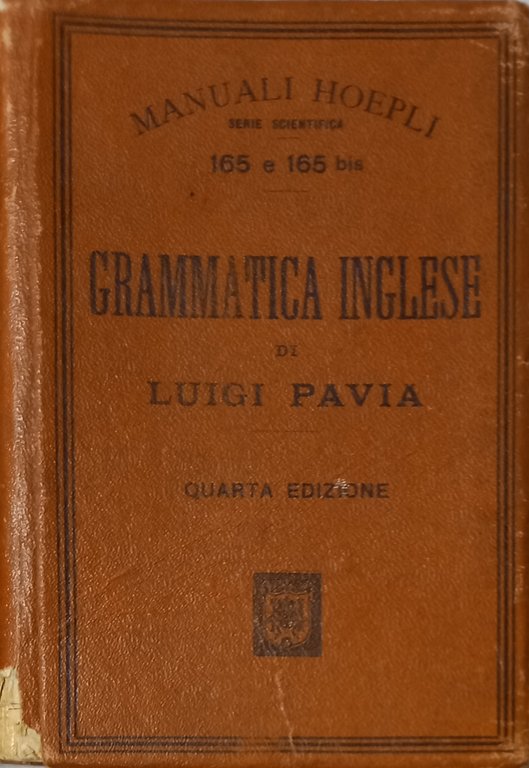 MANUALI HOEPLI
SERIE SCIENTIFICA
165 e 165 bis
GRAMMATICA INGLESE
DI
LUIGI PAVIA
QUARTA EDIZIONE